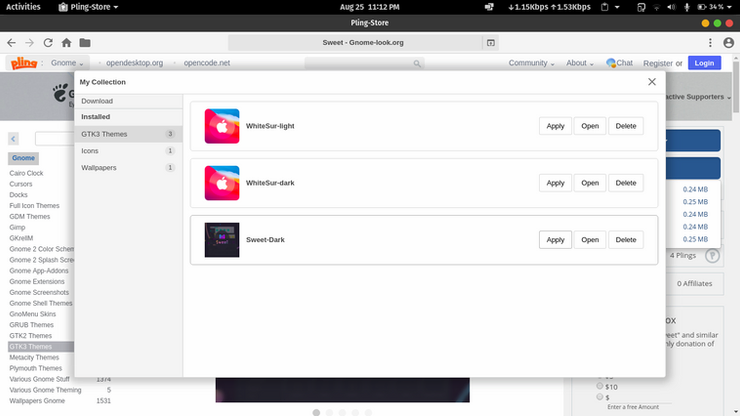 Activities
Pling-Store
Aug 25 11:12 PM
↓1.15Kbps ↑1.53Kbps
34 %
Pling-Store
Sweet - Gnome-look.org
pling
Gnome
opendesktop.org
opencode.net
Community
About
Chat
Register or
Login
My Collection
Download
Installed
GTK3 Themes 3
Icons 1
Wallpapers 1
WhiteSur-light
Apply Open Delete
WhiteSur-dark
Apply Open Delete
Sweet-Dark
Apply Open Delete
active Supporters
Gnome
Cairo Clock
Cursors
Docks
Full Icon Themes
GDM Themes
Gimp
GKrellM
Gnome 2 Color Schem
Gnome 2 Splash Scree
Gnome App-Addons
Gnome Extensions
Gnome Screenshots
Gnome Shell Themes
GnoMenu Skins
GRUB Themes
GTK2 Themes
GTK3 Themes
Metacity Themes
Plymouth Themes
Various Gnome Stuff 1374
Various Gnome Theming 5
Wallpapers Gnome 1531
0.24 MB
0.25 MB
0.24 MB
0.24 MB
0.25 MB
4 Plings
0 Affiliates
OX
eet" and similar
nly donation of
$10
$
Enter a free Amount